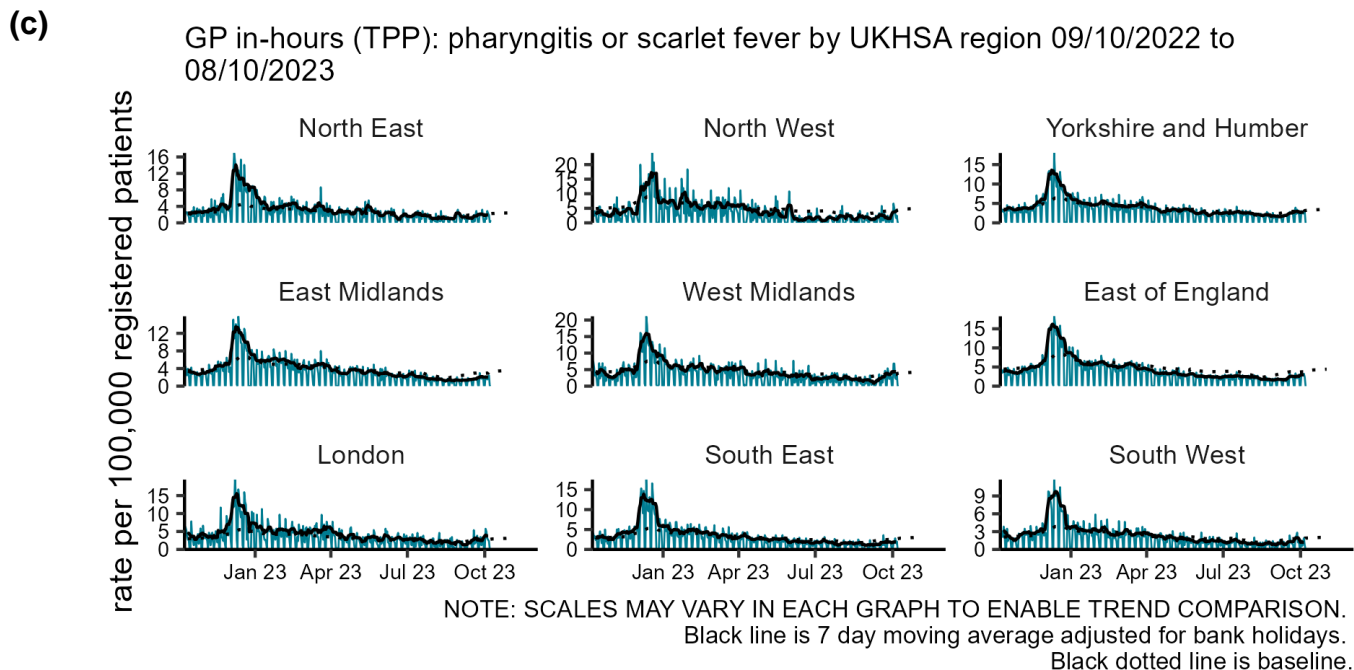 (c)
GP in-hours (TPP): pharyngitis or scarlet fever by UKHSA region 09/10/2022 to
08/10/2023
rate per 100,000 registered patients
North East
16
12
8
4
0
North West
20
15
10
5
0
Yorkshire and Humber
15
10
5
0
East Midlands
12
8
4
0
West Midlands
20
15
10
5
0
East of England
15
10
5
0
London
15
10
5
0
Jan 23 Apr 23 Jul 23 Oct 23
South East
15
10
5
0
Jan 23 Apr 23 Jul 23 Oct 23
South West
9
6
3
0
Jan 23 Apr 23 Jul 23 Oct 23
NOTE: SCALES MAY VARY IN EACH GRAPH TO ENABLE TREND COMPARISON.
Black line is 7 day moving average adjusted for bank holidays.
Black dotted line is baseline.